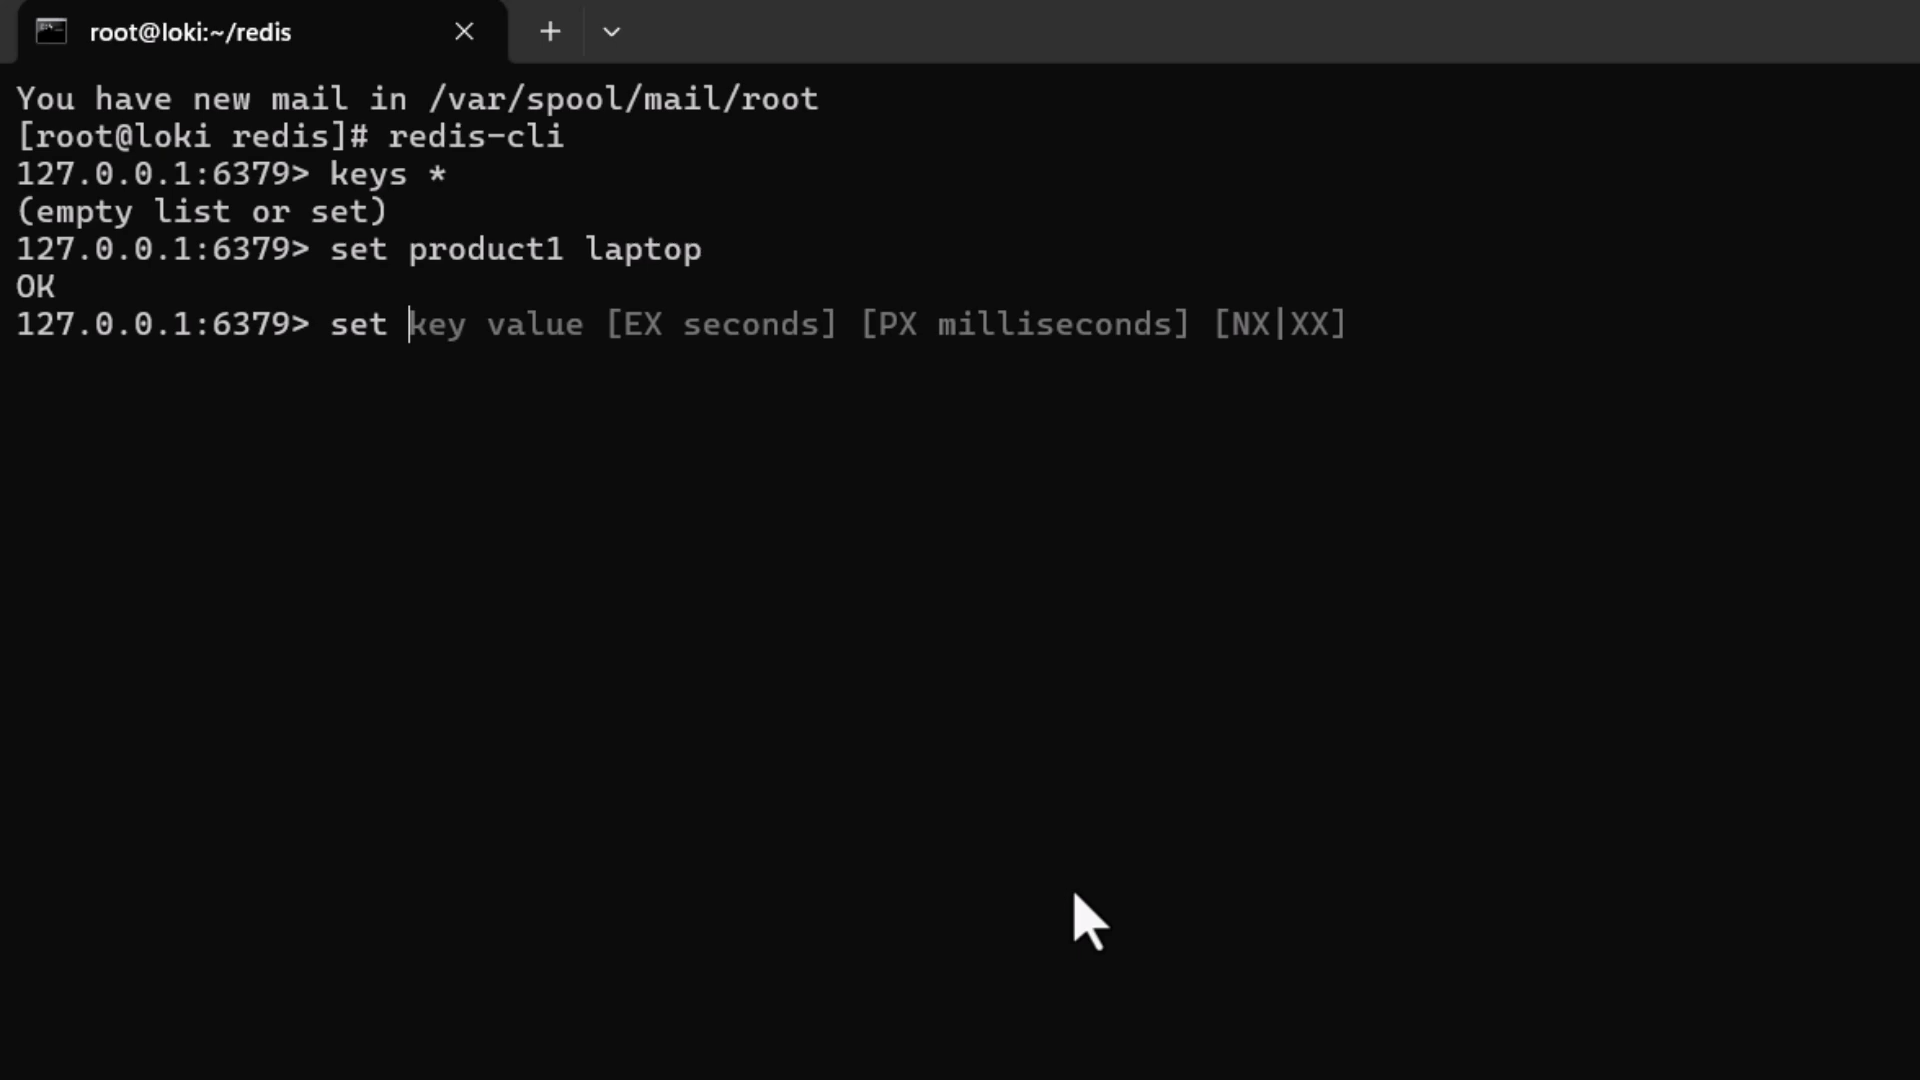 root@loki:~/redis
You have new mail in /var/spool/mail/root
[root@loki redis]# redis-cli
127.0.0.1:6379> keys *
(empty list or set)
127.0.0.1:6379> set product1 laptop
OK
127.0.0.1:6379> set key value [EX seconds] [PX milliseconds] [NX|XX]